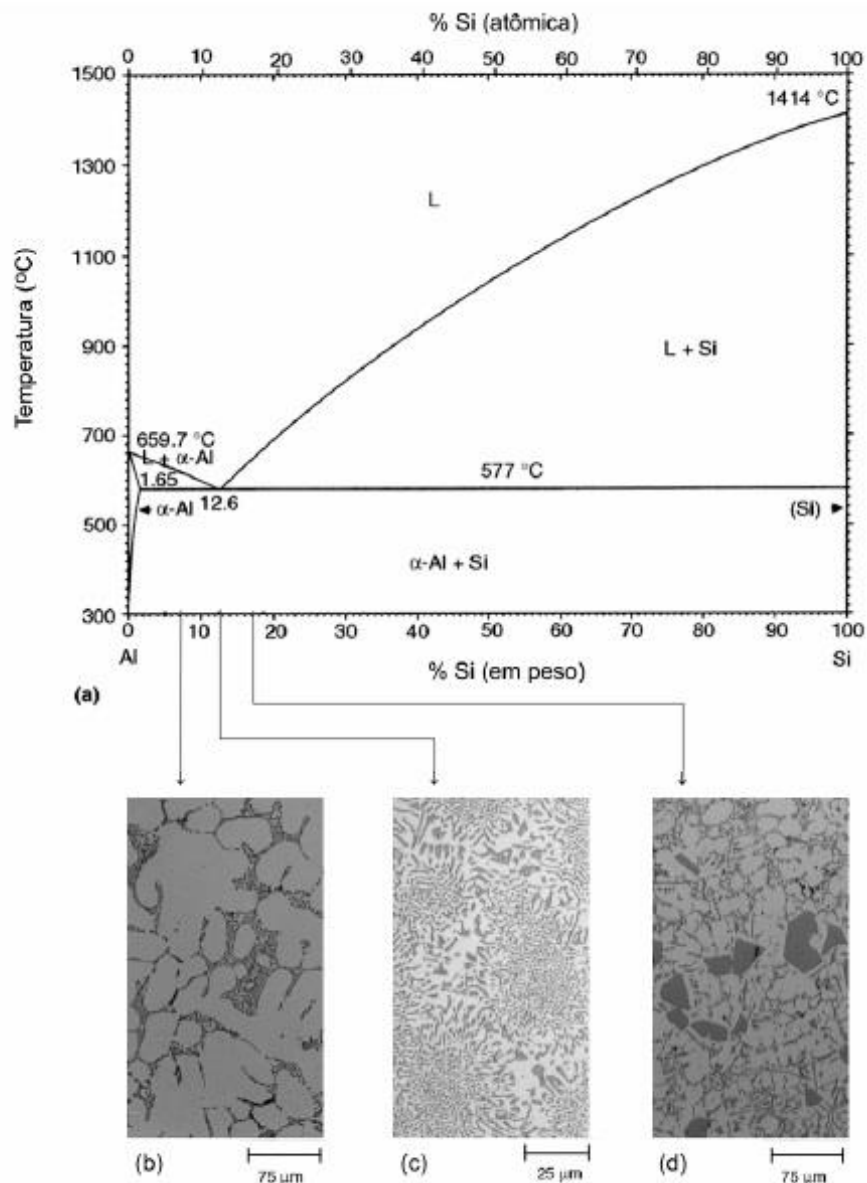 % Si (atômica)
0 10 20 30 40 50 60 70 80 90 100
1500
1414 °C
1300
L
1100
Temperatura (ºC)
900
L + Si
700
659.7 °C
L + α-Al
1.65
577 °C
12.6
α-Al
(Si)
500
α-Al + Si
300
0 10 20 30 40 50 60 70 80 90 100
Al
Si
% Si (em peso)
(a)
(b)
75 µm
(c)
25 µm
(d)
75 µm